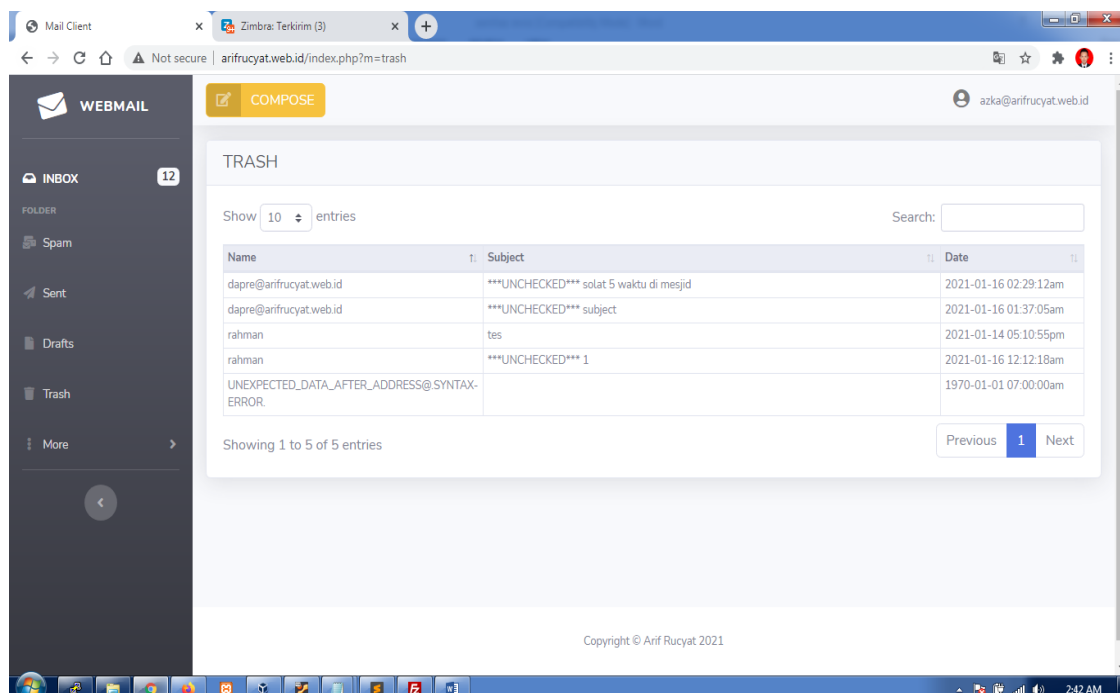 Mail Client
Zimbra: Terkirim (3)
Not secure arifrucyat.web.id/index.php?m=trash
WEBMAIL
COMPOSE
azka@arifrucyat.web.id
INBOX 12
FOLDER
Spam
Sent
Drafts
Trash
More
TRASH
Show 10 entries
Search:
Name Subject Date
dapre@arifrucyat.web.id ***UNCHECKED*** solat 5 waktu di mesjid 2021-01-16 02:29:12am
dapre@arifrucyat.web.id ***UNCHECKED*** subject 2021-01-16 01:37:05am
rahman tes 2021-01-14 05:10:55pm
rahman ***UNCHECKED*** 1 2021-01-16 12:12:18am
UNEXPECTED_DATA_AFTER_ADDRESS@.SYNTAX- 1970-01-01 07:00:00am
ERROR.
Showing 1 to 5 of 5 entries
Previous 1 Next
Copyright © Arif Rucyat 2021
2:42 AM